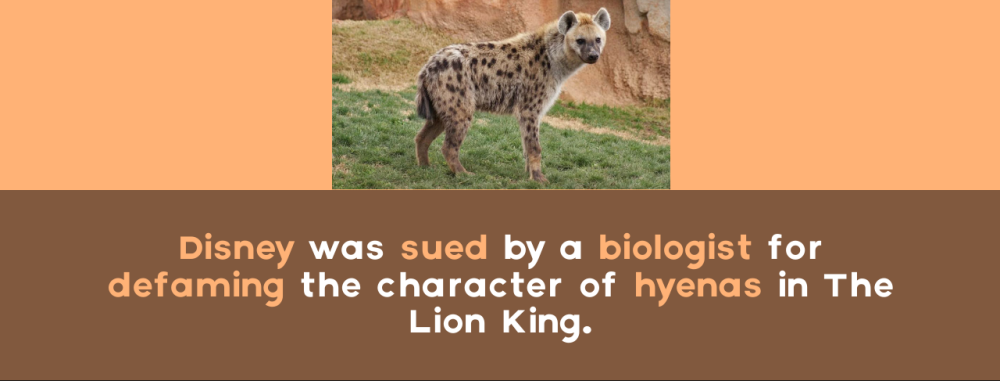 Disney was sued by a biologist for
defaming the character of hyenas in The
Lion King.